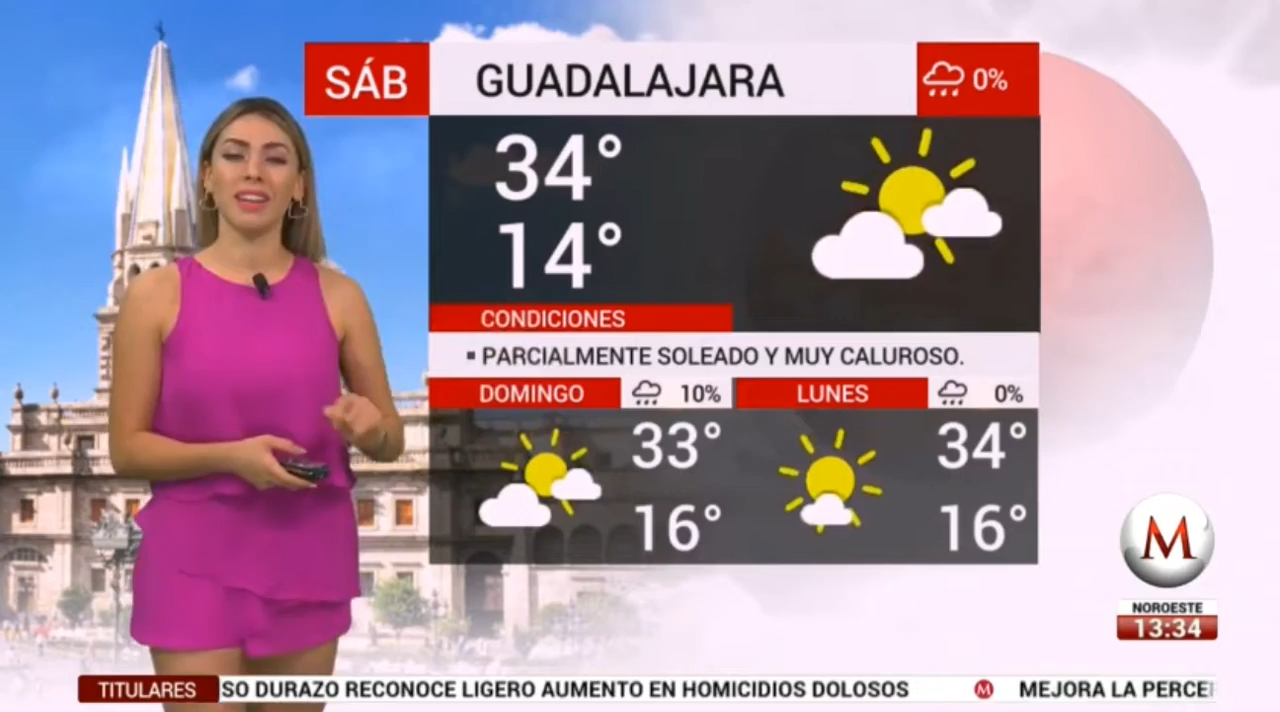 SÁB
GUADALAJARA
0%
34°
14°
CONDICIONES
▪ PARCIALMENTE SOLEADO Y MUY CALUROSO.
DOMINGO
10%
LUNES
0%
33°
16°
34°
16°
M
NOROESTE
13:34
TITULARES
SO DURAZO RECONOCE LIGERO AUMENTO EN HOMICIDIOS DOLOSOS
M
MEJORA LA PERCE